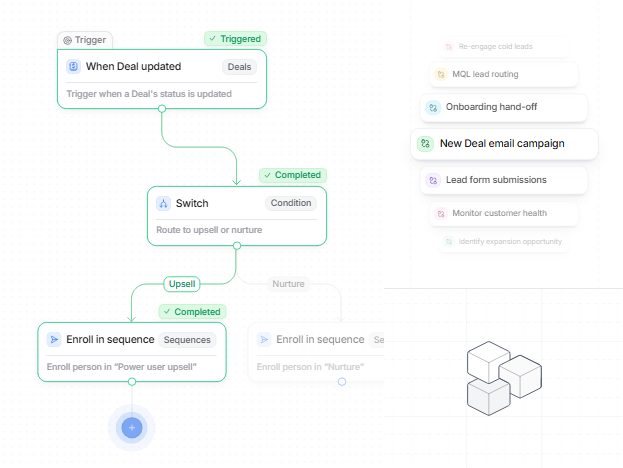 Trigger
Triggered
When Deal updated
Deals
Trigger when a Deal's status is updated
Completed
Switch
Condition
Route to upsell or nurture
Upsell
Nurture
Completed
Enroll in sequence
Sequences
Enroll person in “Power user upsell”
Enroll in sequence
Se
Enroll person in “Nurture”
Re-engage cold leads
MQL lead routing
Onboarding hand-off
New Deal email campaign
Lead form submissions
Monitor customer health
Identify expansion opportunity